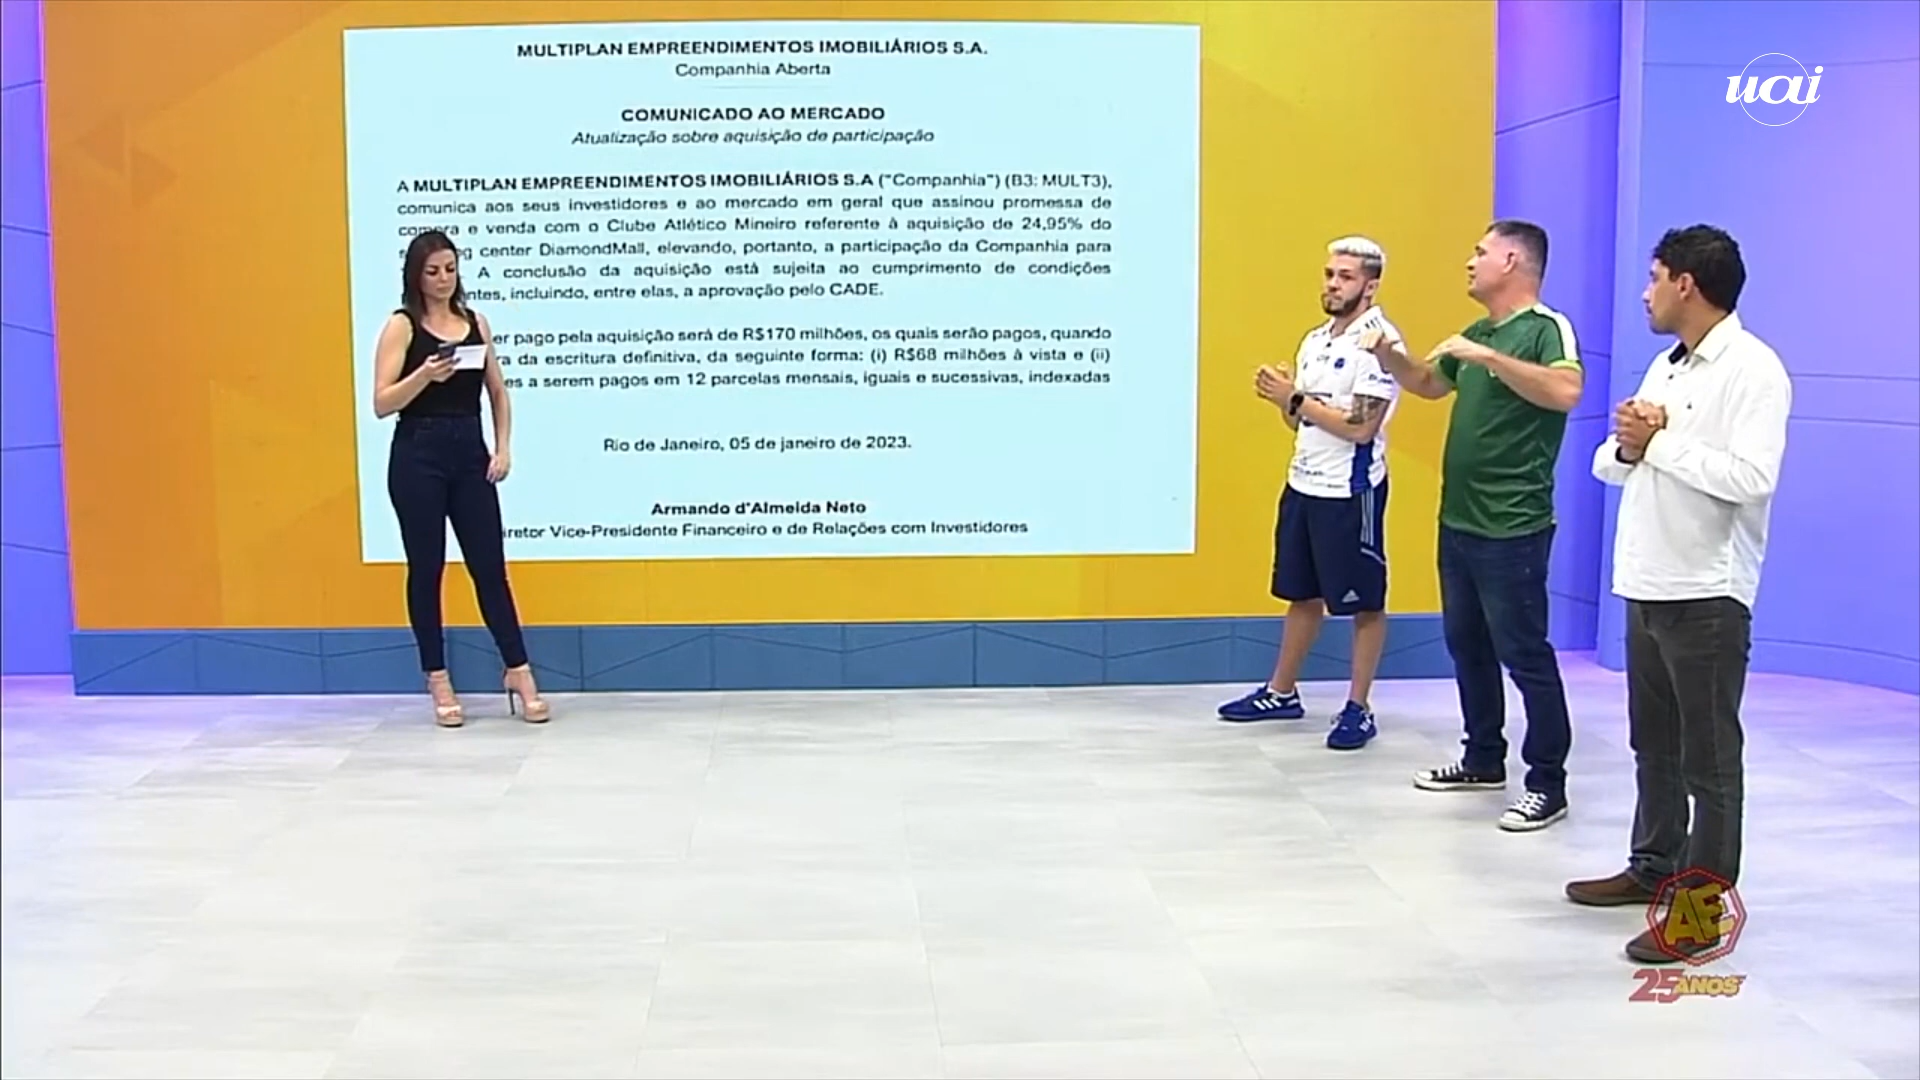 MULTIPLAN EMPREENDIMENTOS IMOBILIÁRIOS S.A.
Companhia Aberta
uai
COMUNICADO AO MERCADO
Atualização sobre aquisição de participação
A MULTIPLAN EMPREENDIMENTOS IMOBILIÁRIOS S.A ("Companhia") (B3: MULT3),
comunica aos seus investidores e ao mercado em geral que assinou promessa de
e venda com o Clube Atlético Mineiro referente à aquisição de 24,95% do
center DiamondMall, elevando, portanto, a participação da Companhia para
A conclusão da aquisição está sujeita ao cumprimento de condições
ntes, incluindo, entre elas, a aprovação pelo CADE.
er pago pela aquisição será de R$170 milhões, os quais serão pagos, quando
ra da escritura definitiva, da seguinte forma: (i) R$68 milhões à vista e (ii)
es a serem pagos em 12 parcelas mensais, iguais e sucessivas, indexadas
Rio de Janeiro, 05 de janeiro de 2023.
Armando d'Almeida Neto
iretor Vice-Presidente Financeiro e de Relações com Investidores
AE
25 ANOS